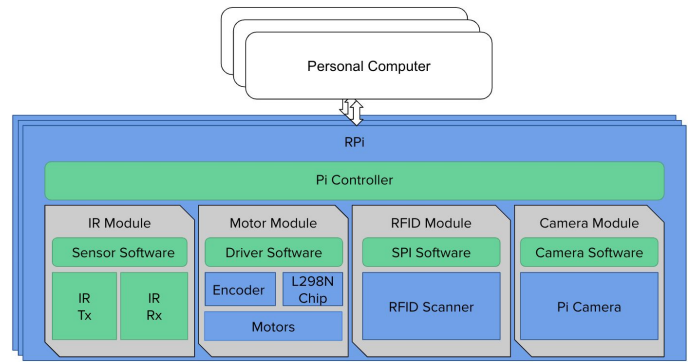 Personal Computer
RPi
Pi Controller
IR Module
Motor Module
RFID Module
Camera Module
Sensor Software
Driver Software
SPI Software
Camera Software
IR
Tx
IR
Rx
Encoder
L298N
Chip
Motors
RFID Scanner
Pi Camera